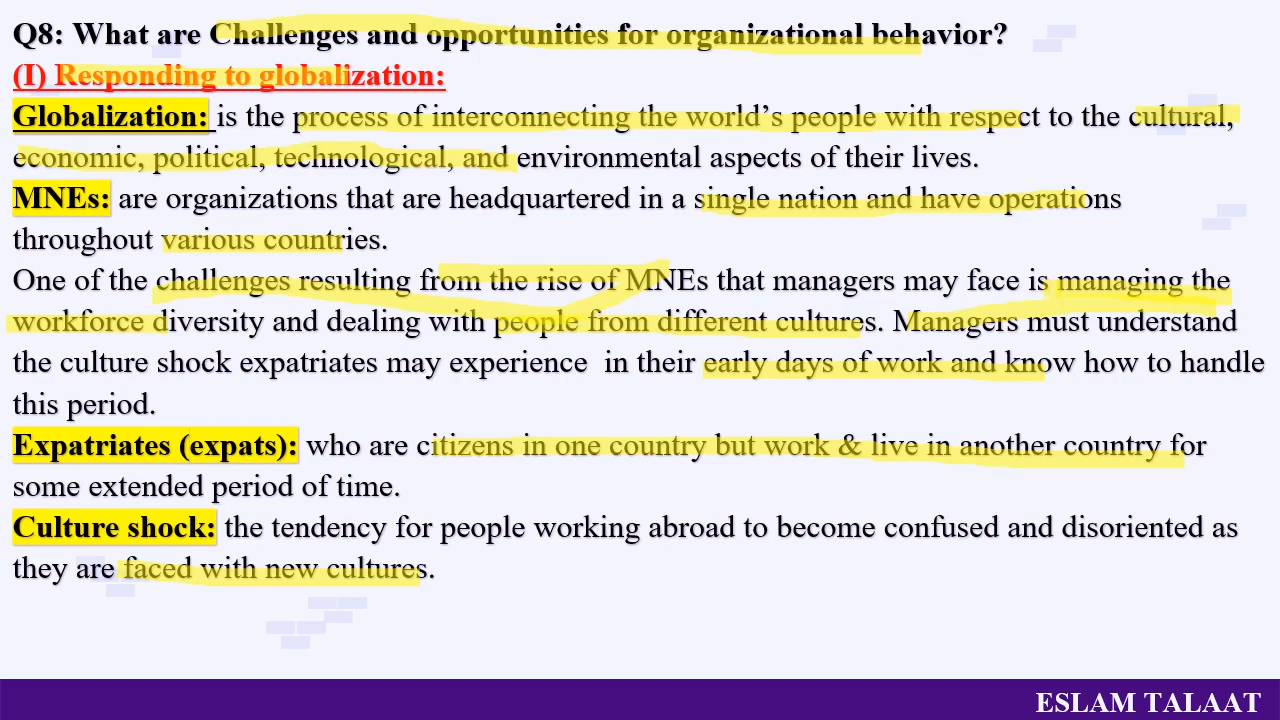 Q8: What are Challenges and opportunities for organizational behavior?
(I) Responding to globalization:
Globalization: is the process of interconnecting the world's people with respect to the cultural,
economic, political, technological, and environmental aspects of their lives.
MNEs: are organizations that are headquartered in a single nation and have operations
throughout various countries.
One of the challenges resulting from the rise of MNEs that managers may face is managing the
workforce diversity and dealing with people from different cultures. Managers must understand
the culture shock expatriates may experience in their early days of work and know how to handle
this period.
Expatriates (expats): who are citizens in one country but work & live in another country for
some extended period of time.
Culture shock: the tendency for people working abroad to become confused and disoriented as
they are faced with new cultures.
ESLAM TALAAT